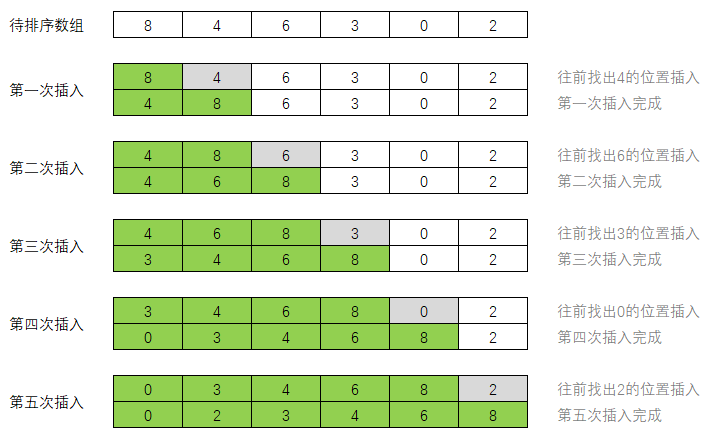 待排序数组 8 4 6 3 0 2
第一次插入 8 4 6 3 0 2 往前找出4的位置插入
4 8 6 3 0 2 第一次插入完成
第二次插入 4 8 6 3 0 2 往前找出6的位置插入
4 6 8 3 0 2 第二次插入完成
第三次插入 4 6 8 3 0 2 往前找出3的位置插入
3 4 6 8 0 2 第三次插入完成
第四次插入 3 4 6 8 0 2 往前找出0的位置插入
0 3 4 6 8 2 第四次插入完成
第五次插入 0 3 4 6 8 2 往前找出2的位置插入
0 2 3 4 6 8 第五次插入完成